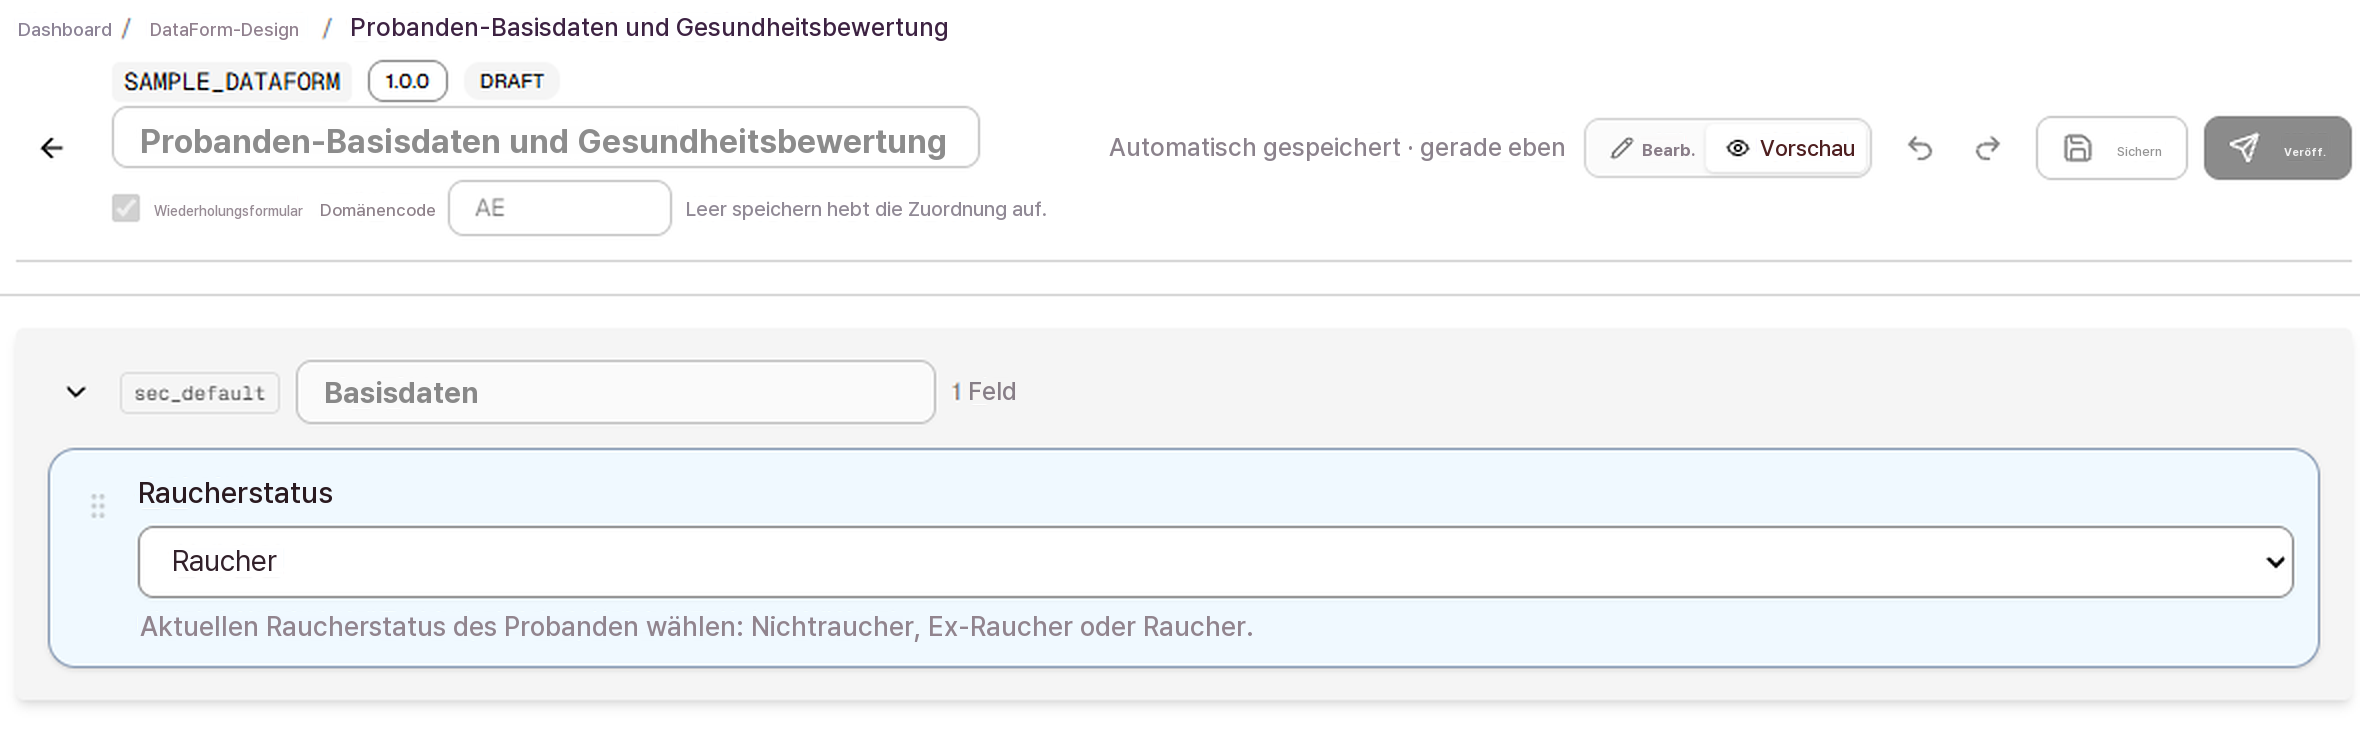 Dashboard / DataForm-Design / Probanden-Basisdaten und Gesundheitsbewertung
SAMPLE_DATAFORM 1.0.0 DRAFT
Probanden-Basisdaten und Gesundheitsbewertung
Automatisch gespeichert · gerade eben Bearb. Vorschau Sichern Veröff.
Wiederholungsformular Domänencode AE Leer speichern hebt die Zuordnung auf.
sec_default Basisdaten 1 Feld
Raucherstatus
Raucher
Aktuellen Raucherstatus des Probanden wählen: Nichtraucher, Ex-Raucher oder Raucher.